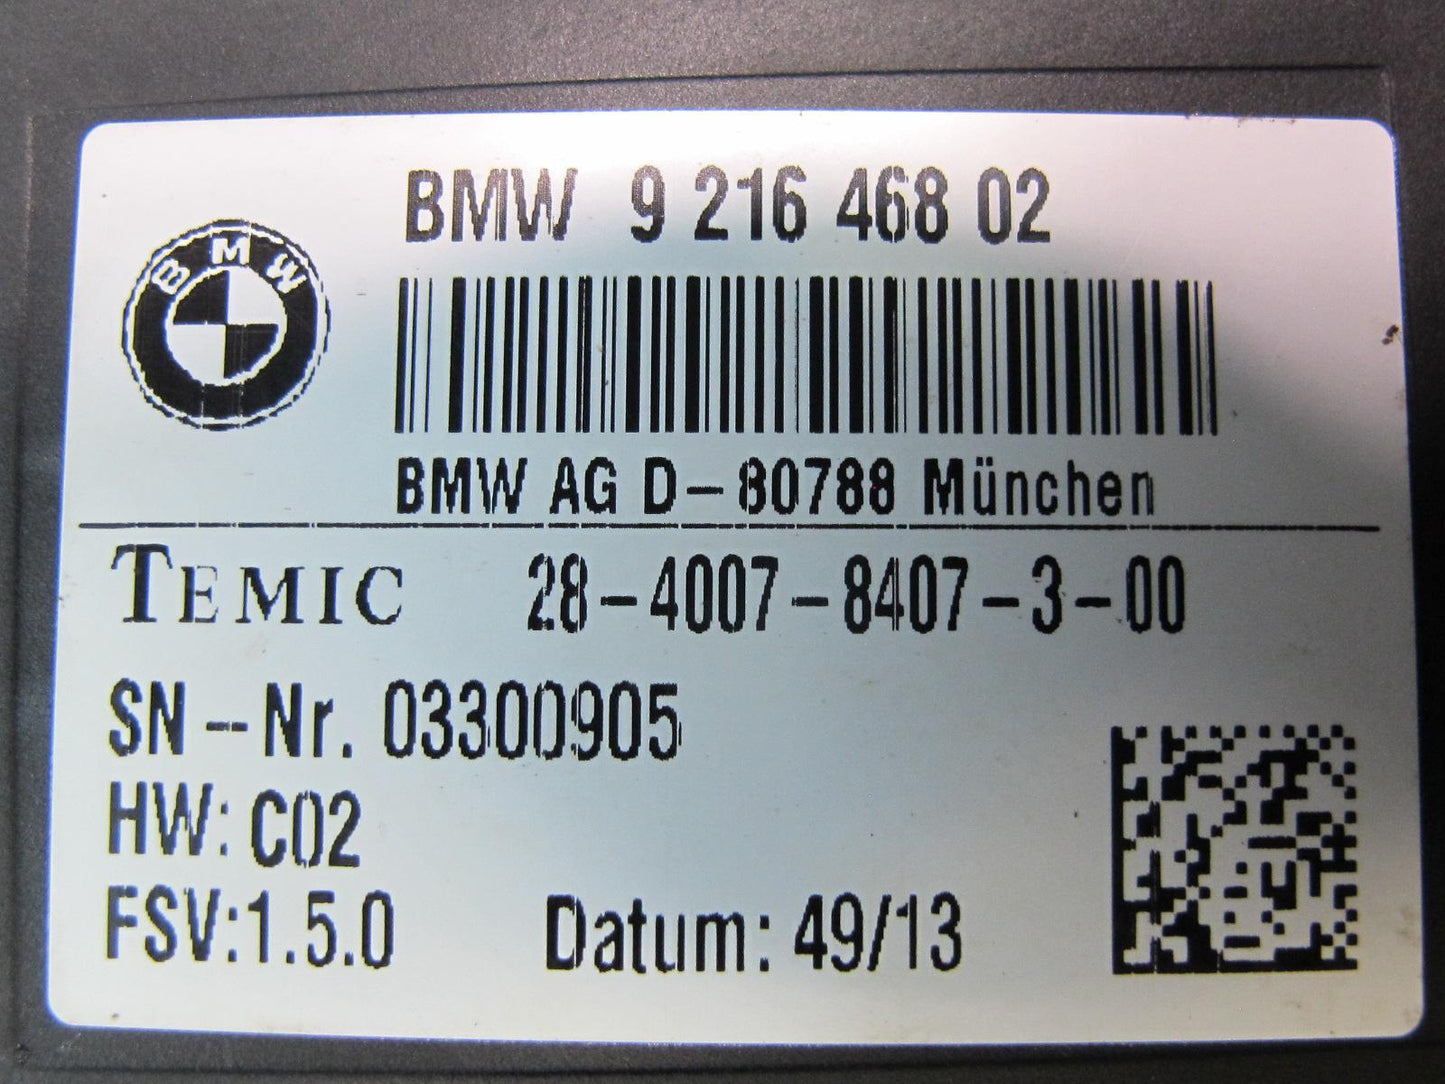 BMW 9 216 468 02
BMW
BMW AG D-80788 München
TEMIC 28-4007-8407-3-00
SN-Nr. 03300905
HW: C02
FSV:1.5.0 Datum: 49/13